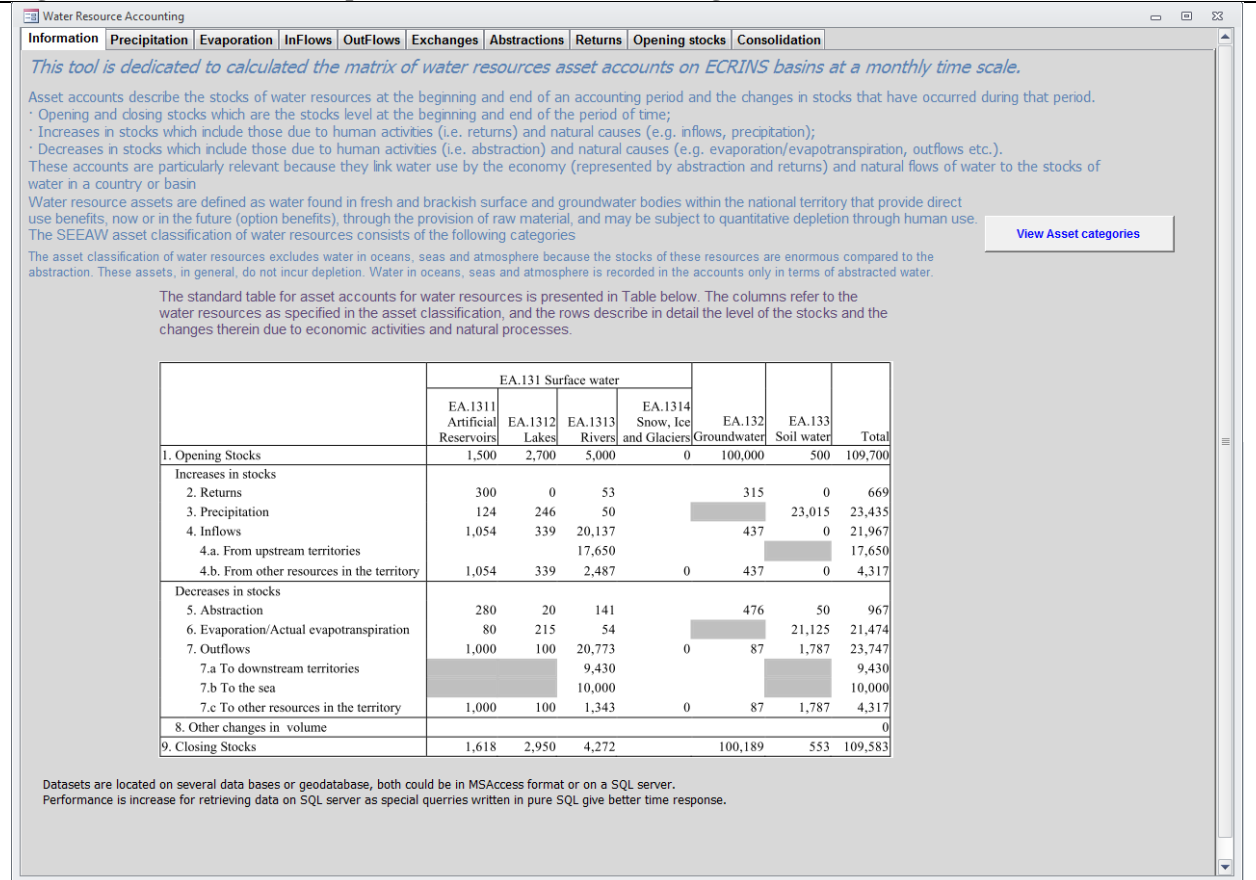 Water Resource Accounting
Information Precipitation Evaporation InFlows OutFlows Exchanges Abstractions Returns Opening stocks Consolidation
This tool is dedicated to calculated the matrix of water resources asset accounts on ECRINS basins at a monthly time scale.
Asset accounts describe the stocks of water resources at the beginning and end of an accounting period and the changes in stocks that have occurred during that period.
· Opening and closing stocks which are the stocks level at the beginning and end of the period of time;
· Increases in stocks which include those due to human activities (i.e. returns) and natural causes (e.g. inflows, precipitation);
· Decreases in stocks which include those due to human activities (i.e. abstraction) and natural causes (e.g. evaporation/evapotranspiration, outflows etc.).
These accounts are particularly relevant because they link water use by the economy (represented by abstraction and returns) and natural flows of water to the stocks of
water in a country or basin
Water resource assets are defined as water found in fresh and brackish surface and groundwater bodies within the national territory that provide direct
use benefits, now or in the future (option benefits), through the provision of raw material, and may be subject to quantitative depletion through human use.
The SEEAW asset classification of water resources consists of the following categories
View Asset categories
The asset classification of water resources excludes water in oceans, seas and atmosphere because the stocks of these resources are enormous compared to the
abstraction. These assets, in general, do not incur depletion. Water in oceans, seas and atmosphere is recorded in the accounts only in terms of abstracted water.
The standard table for asset accounts for water resources is presented in Table below. The columns refer to the
water resources as specified in the asset classification, and the rows describe in detail the level of the stocks and the
changes therein due to economic activities and natural processes.
EA.131 Surface water
EA.1311 EA.1314
Artificial EA.1312 EA.1313 Snow, Ice EA.132 EA.133
Reservoirs Lakes Rivers and Glaciers Groundwater Soil water Total
1. Opening Stocks 1,500 2,700 5,000 0 100,000 500 109,700
Increases in stocks
2. Returns 300 0 53 315 0 669
3. Precipitation 124 246 50 23,015 23,435
4. Inflows 1,054 339 20,137 437 0 21,967
4.a. From upstream territories 17,650 17,650
4.b. From other resources in the territory 1,054 339 2,487 0 437 0 4,317
Decreases in stocks
5. Abstraction 280 20 141 476 50 967
6. Evaporation/Actual evapotranspiration 80 215 54 21,125 21,474
7. Outflows 1,000 100 20,773 0 87 1,787 23,747
7.a To downstream territories 9,430 9,430
7.b To the sea 10,000 10,000
7.c To other resources in the territory 1,000 100 1,343 0 87 1,787 4,317
8. Other changes in volume 0
9. Closing Stocks 1,618 2,950 4,272 100,189 553 109,583
Datasets are located on several data bases or geodatabase, both could be in MSAccess format or on a SQL server.
Performance is increase for retrieving data on SQL server as special querries written in pure SQL give better time response.